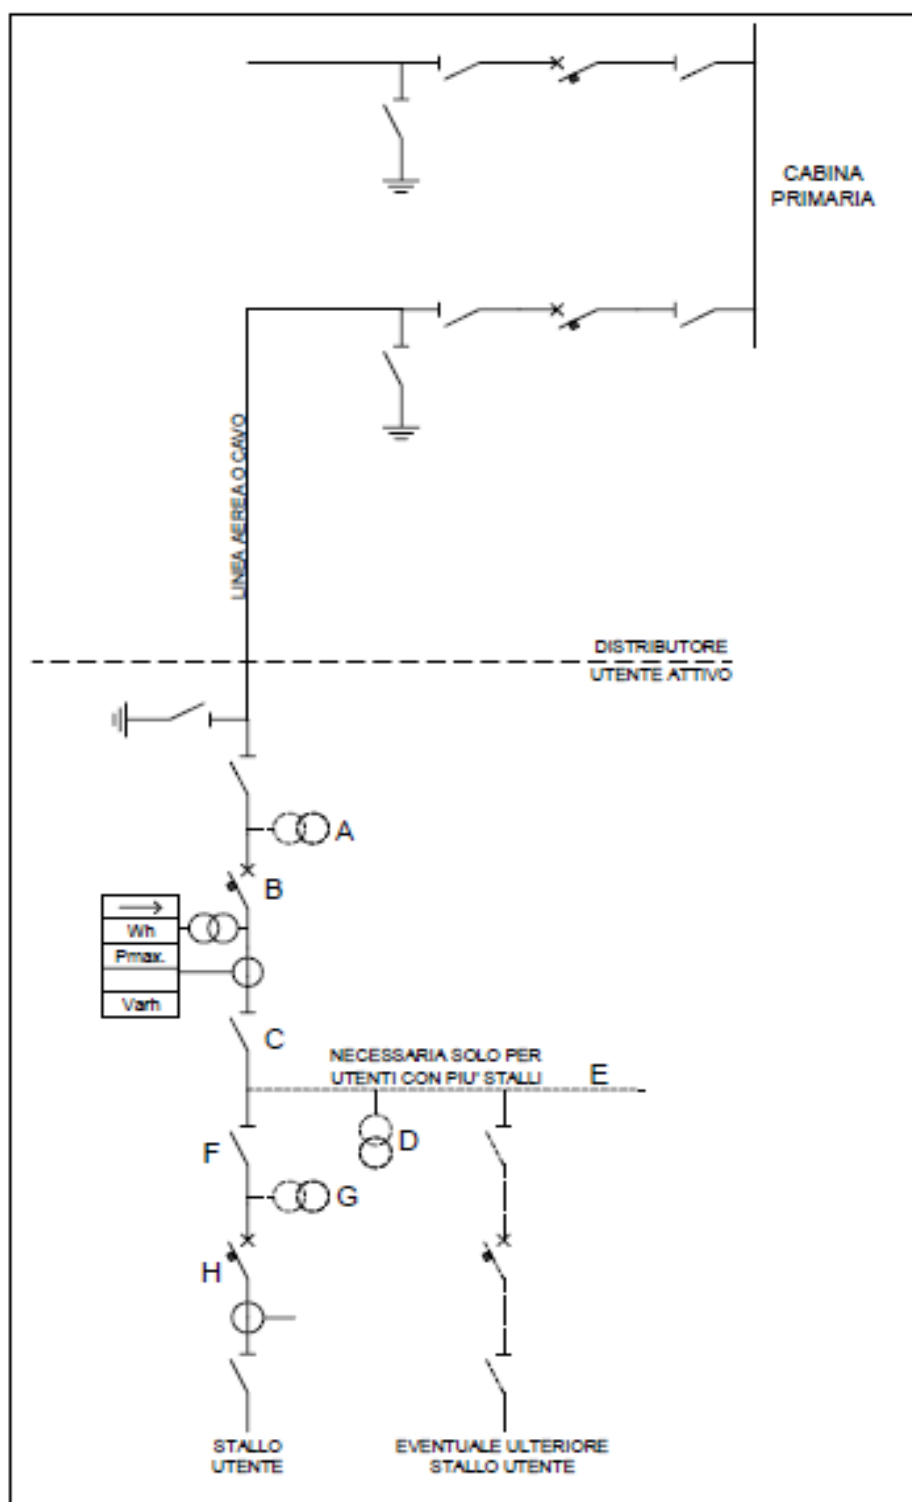 CABINA
PRIMARIA
LINEA AEREA O CAVO
DISTRIBUTORE
UTENTE ATTIVO
A
B
Wh
Pmax.
Varh
C
NECESSARIA SOLO PER
UTENTI CON PIU' STALLI
E
D
F
G
H
STALLO
UTENTE
EVENTUALE ULTERIORE
STALLO UTENTE